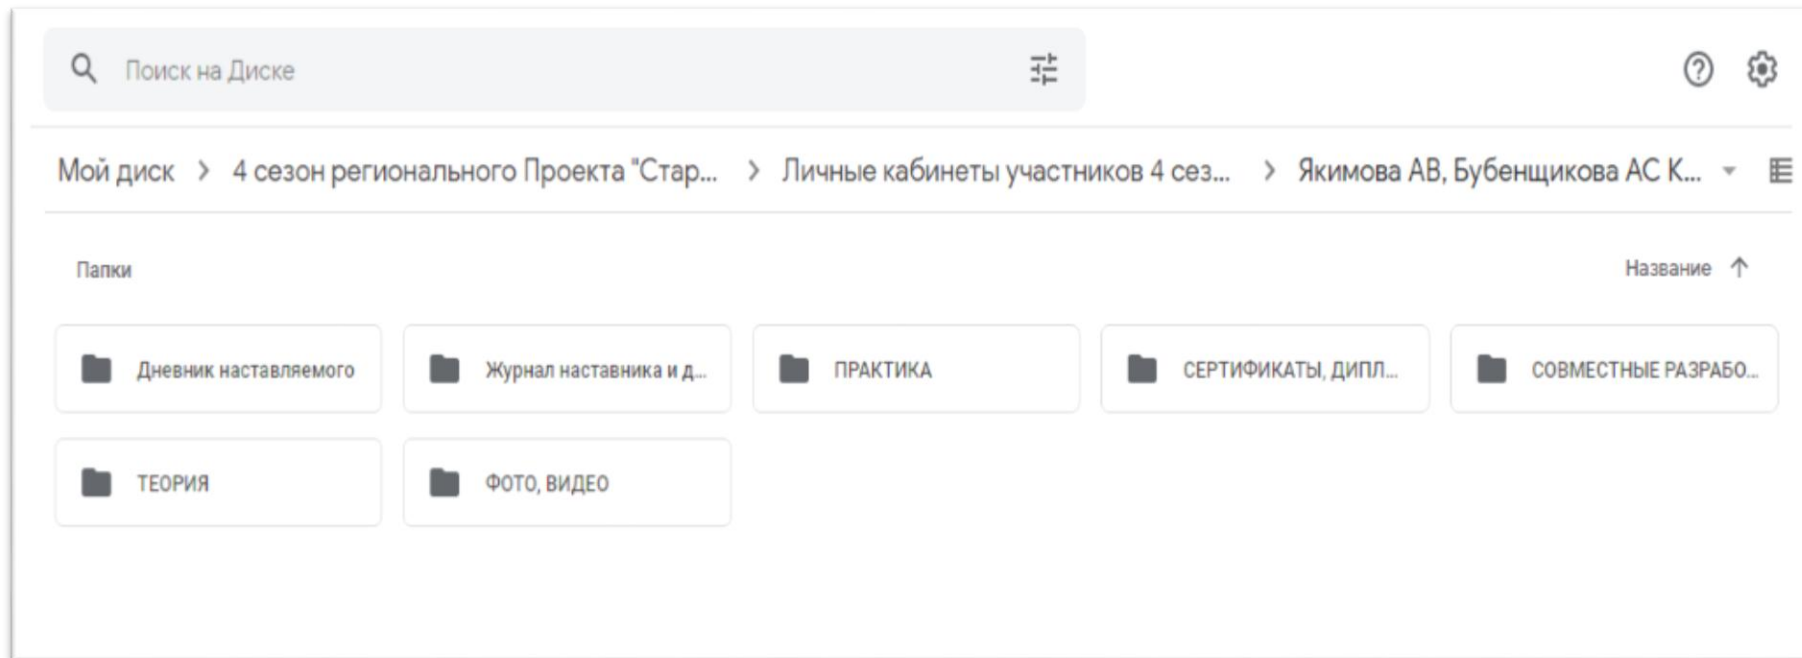 Поиск на Диске
Мой диск > 4 сезон регионального Проекта "Стар... > Личные кабинеты участников 4 сез... > Якимова АВ, Бубенщикова АС К...
Папки Название
Дневник наставляемого Журнал наставника и д... ПРАКТИКА СЕРТИФИКАТЫ, ДИПЛ... СОВМЕСТНЫЕ РАЗРАБО...
ТЕОРИЯ ФОТО, ВИДЕО